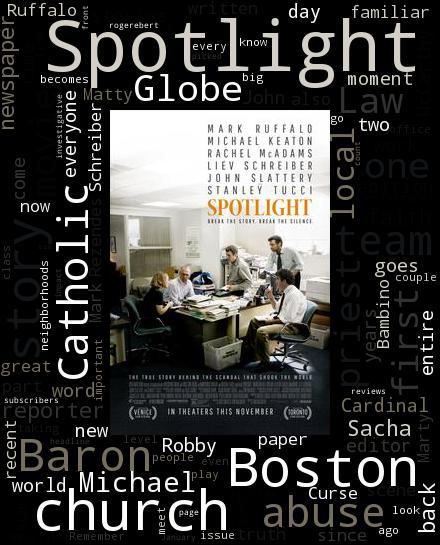 Ruffalo
front
rogerebert
written
day
familiar
Spotlight
every
know
newspaper
becomes
Matty
Globe
big
John
also
moment
Law
investigative
everyone
Schreiber
MARK RUFFALO
MICHAEL KEATON
RACHEL McADAMS
LIEV SCHREIBER
JOHN SLATTERY
STANLEY TUCCI
SPOTLIGHT
BREAK THE STORY. BREAK THE SILENCE.
go
local
count
two
office
come
one
now
Catholic
story
team
class
neighborhoods
priest
years
goes
Bambino
couple
first
entire
THE TRUE STORY BEHIND THE SCANDAL THAT SHOOK THE WORLD
VENICE
IN THEATERS THIS NOVEMBER
TORONTO
great
important
part
word
subscribers
reporter
taking
reviews
Cardinal
Sacha
editor
Marty
recent
new
headline
level
Robby
paper
Baron
people
even
Boston
world
Michael
play
Curse
scene
back
church
meet
page
abuse
look
Remember
January
issue
truth
since
ago